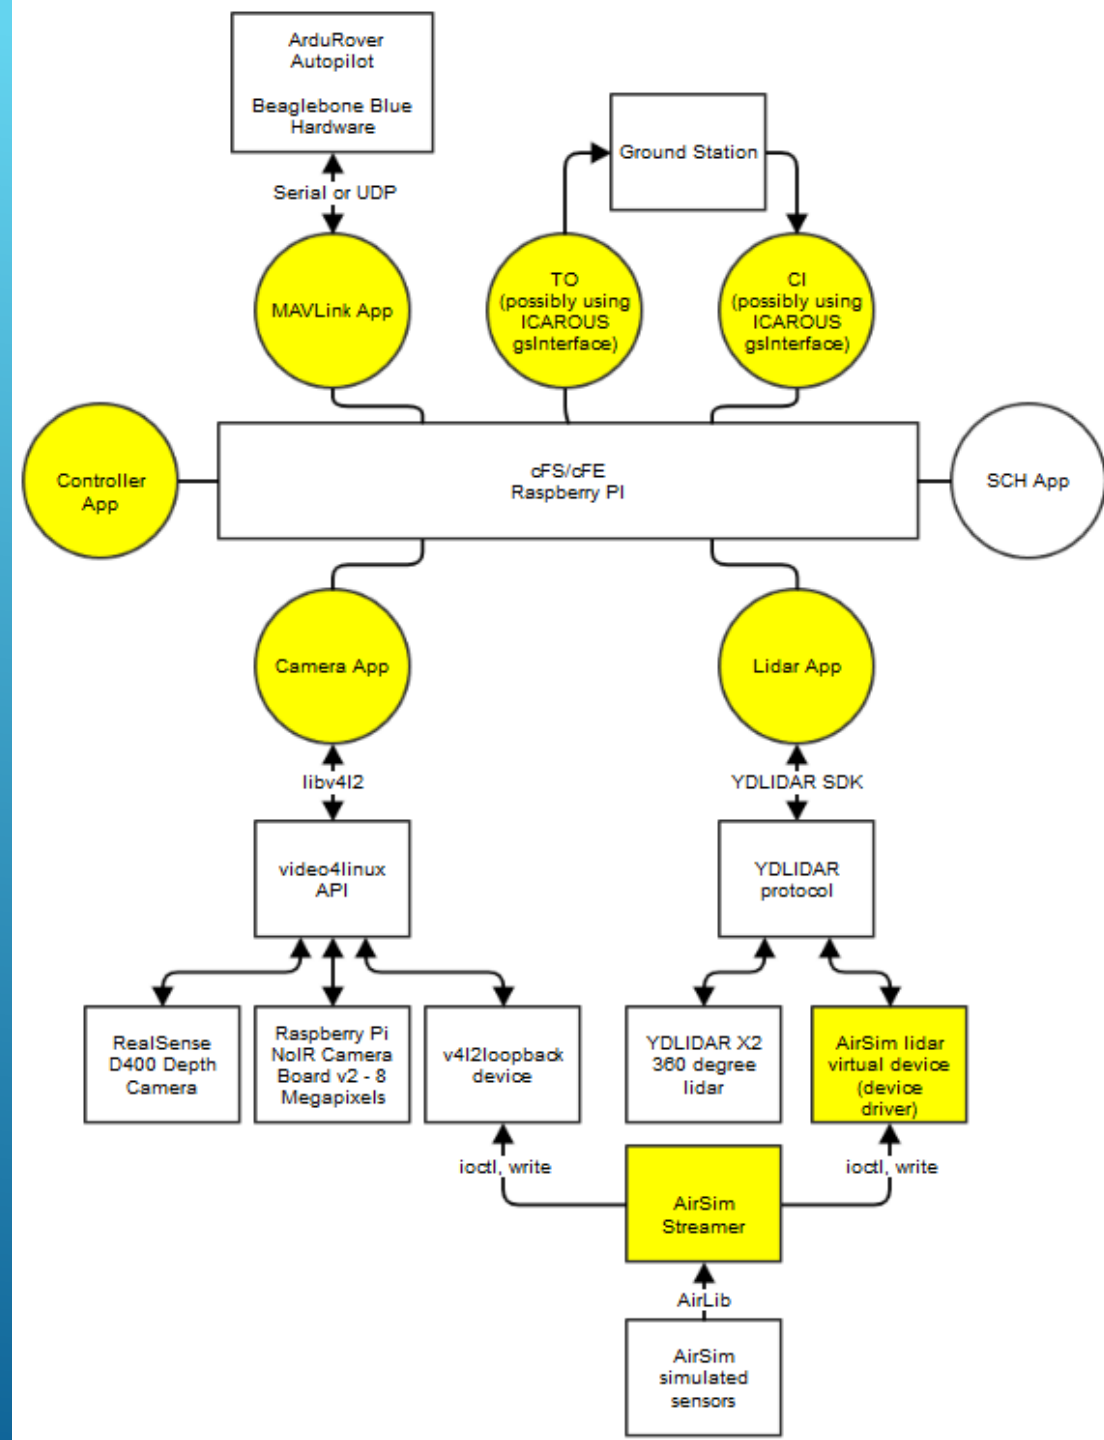 ArduRover
Autopilot
Beaglebone Blue
Hardware
Serial or UDP
Ground Station
MAVLink App
TO
(possibly using
ICAROUS
gsInterface)
CI
(possibly using
ICAROUS
gsInterface)
Controller
App
cFS/cFE
Raspberry PI
SCH App
Camera App
Lidar App
libv4l2
YDLIDAR SDK
video4linux
API
YDLIDAR
protocol
RealSense
D400 Depth
Camera
Raspberry Pi
NoIR Camera
Board v2 - 8
Megapixels
v4l2loopback
device
YDLIDAR X2
360 degree
lidar
AirSim lidar
virtual device
(device
driver)
ioctl, write
ioctl, write
AirSim
Streamer
AirLib
AirSim
simulated
sensors